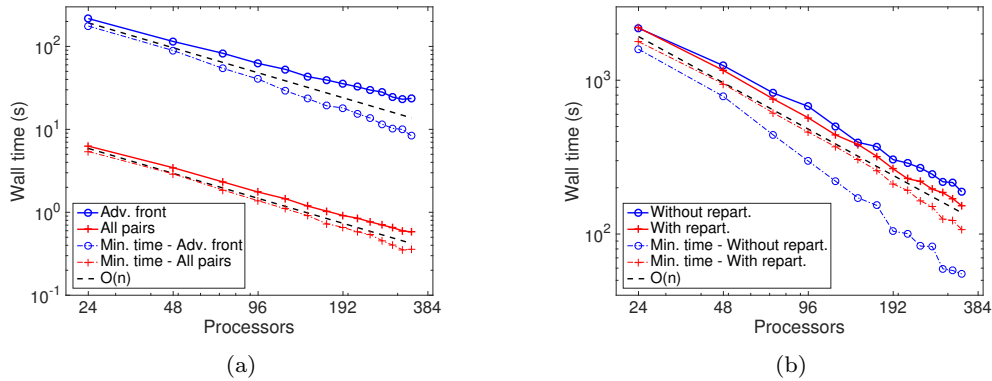 10^2
10^1
10^0
10^-1
Wall time (s)
Adv. front
All pairs
Min. time - Adv. front
Min. time - All pairs
O(n)
24 48 96 192 384
Processors
(a)
10^3
10^2
Wall time (s)
Without repart.
With repart.
Min. time - Without repart.
Min. time - With repart.
O(n)
24 48 96 192 384
Processors
(b)